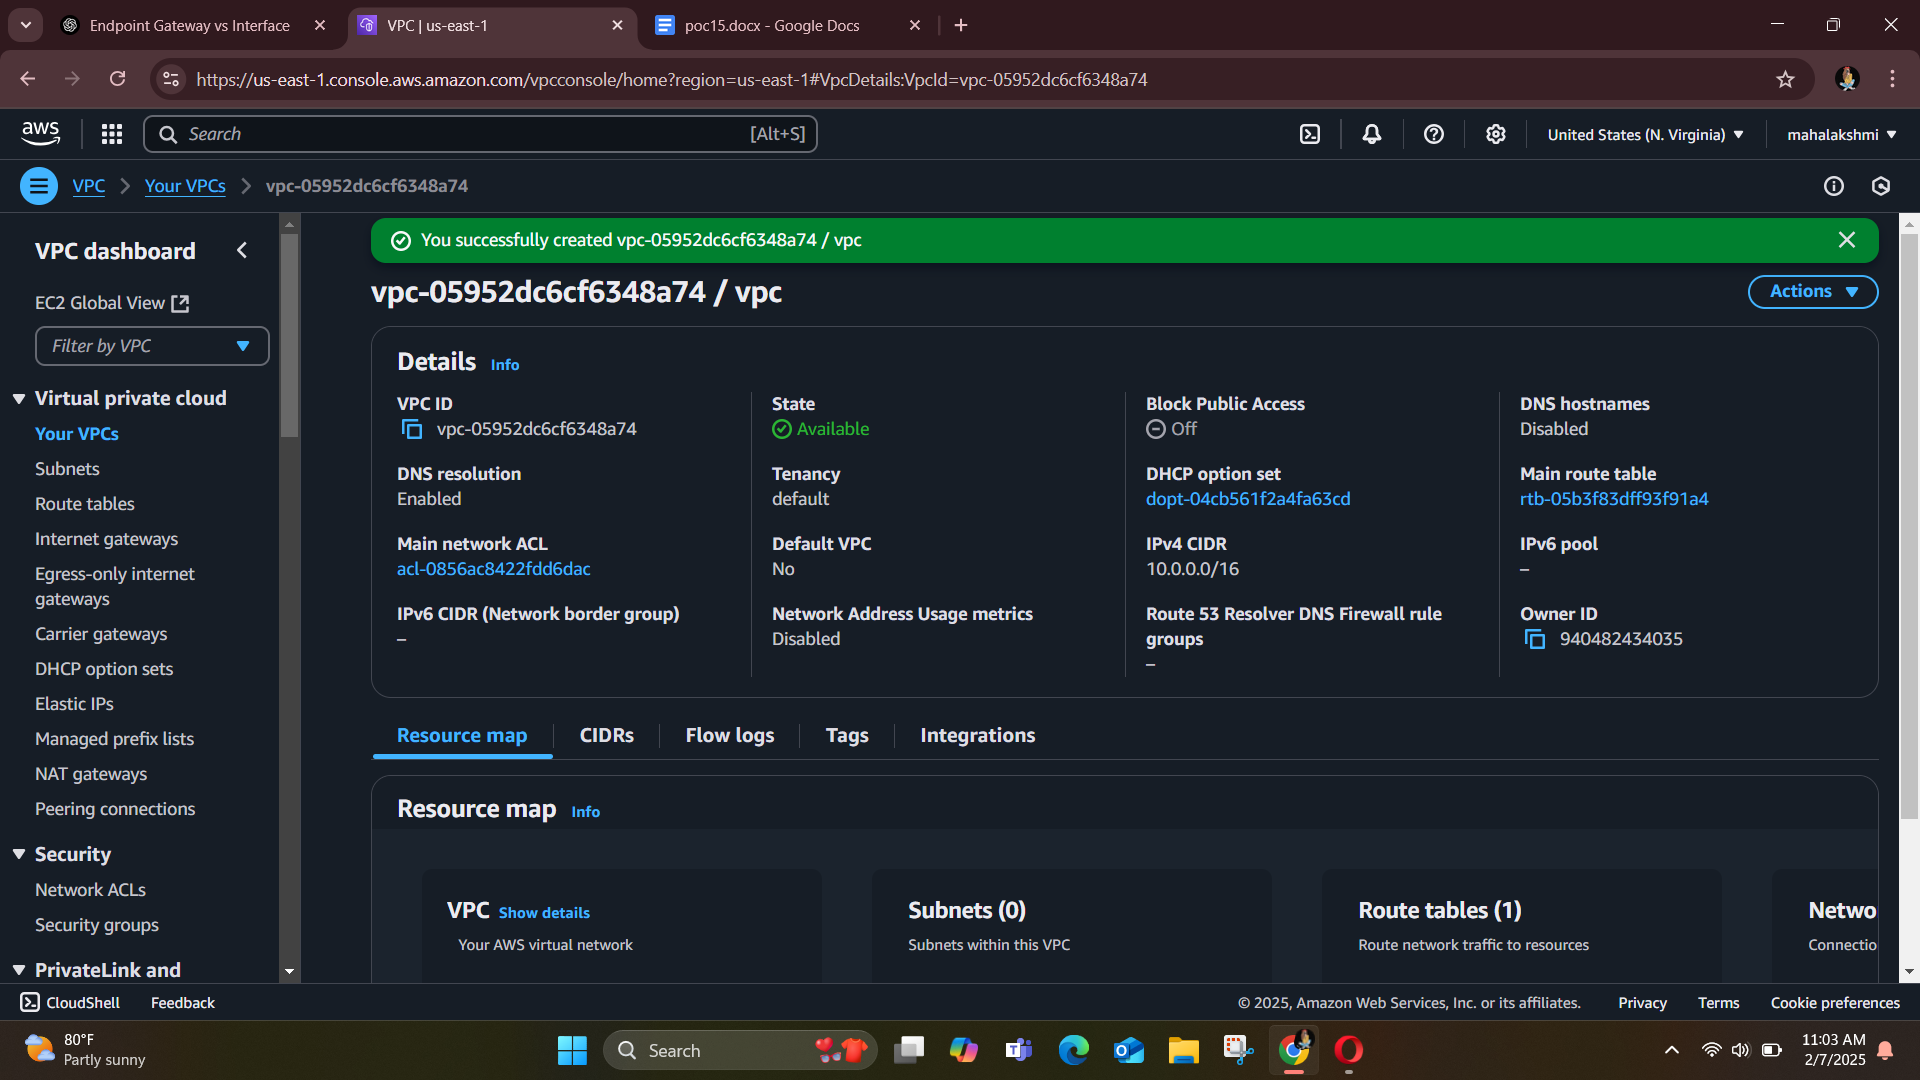 Endpoint Gateway vs Interface
VPC | us-east-1
poc15.docx - Google Docs
https://us-east-1.console.aws.amazon.com/vpcconsole/home?region=us-east-1#VpcDetails:VpcId=vpc-05952dc6cf6348a74
aws
Search
[Alt+S]
United States (N. Virginia)
mahalakshmi
VPC
Your VPCs
vpc-05952dc6cf6348a74
VPC dashboard
EC2 Global View
Filter by VPC
Virtual private cloud
Your VPCs
Subnets
Route tables
Internet gateways
Egress-only internet
gateways
Carrier gateways
DHCP option sets
Elastic IPs
Managed prefix lists
NAT gateways
Peering connections
Security
Network ACLs
Security groups
PrivateLink and
You successfully created vpc-05952dc6cf6348a74 / vpc
vpc-05952dc6cf6348a74 / vpc
Actions
Details Info
VPC ID
vpc-05952dc6cf6348a74
State
Available
Block Public Access
Off
DNS hostnames
Disabled
DNS resolution
Enabled
Tenancy
default
DHCP option set
dopt-04cb561f2a4fa63cd
Main route table
rtb-05b3f83dff93f91a4
Main network ACL
acl-0856ac8422fdd6dac
Default VPC
No
IPv4 CIDR
10.0.0.0/16
IPv6 pool
–
IPv6 CIDR (Network border group)
–
Network Address Usage metrics
Disabled
Route 53 Resolver DNS Firewall rule
groups
–
Owner ID
940482434035
Resource map
CIDRs
Flow logs
Tags
Integrations
Resource map Info
VPC Show details
Your AWS virtual network
Subnets (0)
Subnets within this VPC
Route tables (1)
Route network traffic to resources
Netwo
Connectio
CloudShell
Feedback
© 2025, Amazon Web Services, Inc. or its affiliates.
Privacy
Terms
Cookie preferences
80°F
Partly sunny
Search
11:03 AM
2/7/2025